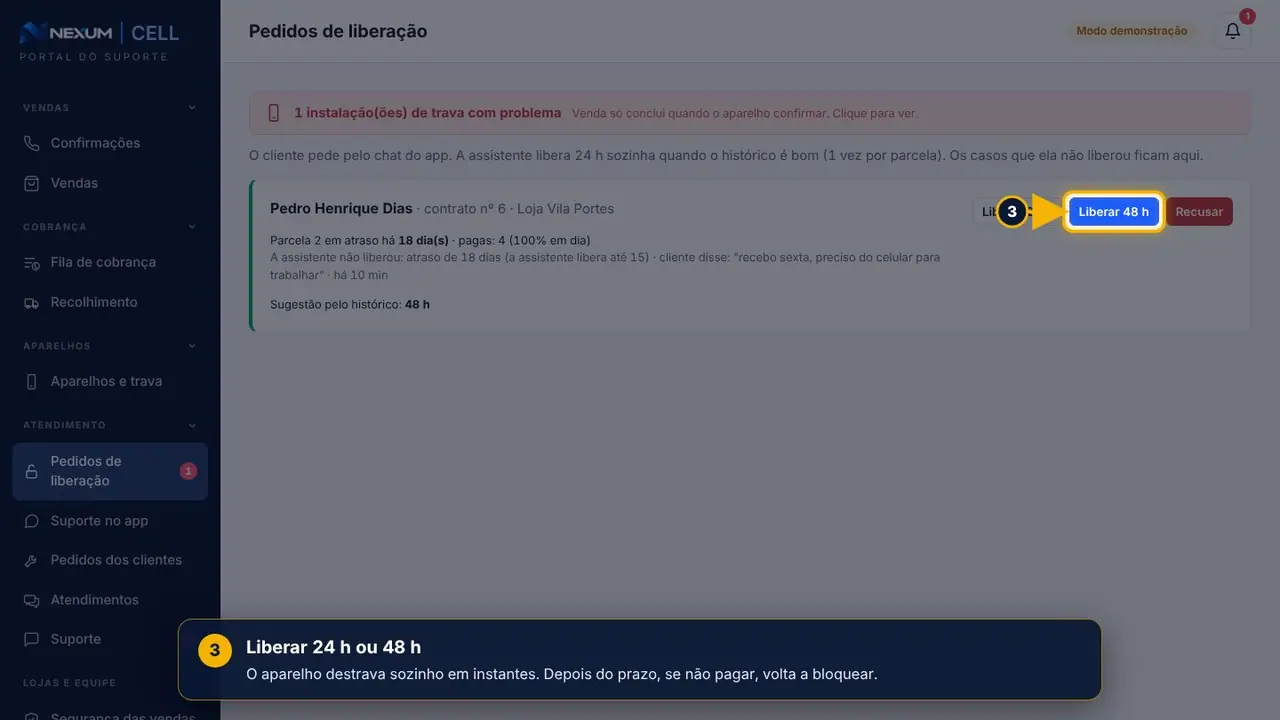 NEXUM | CELL
PORTAL DO SUPORTE
VENDAS
Confirmações
Vendas
COBRANÇA
Fila de cobrança
Recolhimento
APARELHOS
Aparelhos e trava
ATENDIMENTO
Pedidos de
liberação
1
Suporte no app
Pedidos dos clientes
Atendimentos
Suporte
LOJAS E EQUIPE
Segurança das vendas
Pedidos de liberação
Modo demonstração
1
1 instalação(ões) de trava com problema Venda só conclui quando o aparelho confirmar. Clique para ver.
O cliente pede pelo chat do app. A assistente libera 24 h sozinha quando o histórico é bom (1 vez por parcela). Os casos que ela não liberou ficam aqui.
Pedro Henrique Dias · contrato nº 6 · Loja Vila Portes
3
Liberar 48 h
Recusar
Parcela 2 em atraso há 18 dia(s) · pagas: 4 (100% em dia)
A assistente não liberou: atraso de 18 dias (a assistente libera até 15) · cliente disse: "recebo sexta, preciso do celular para
trabalhar" · há 10 min
Sugestão pelo histórico: 48 h
3
Liberar 24 h ou 48 h
O aparelho destrava sozinho em instantes. Depois do prazo, se não pagar, volta a bloquear.